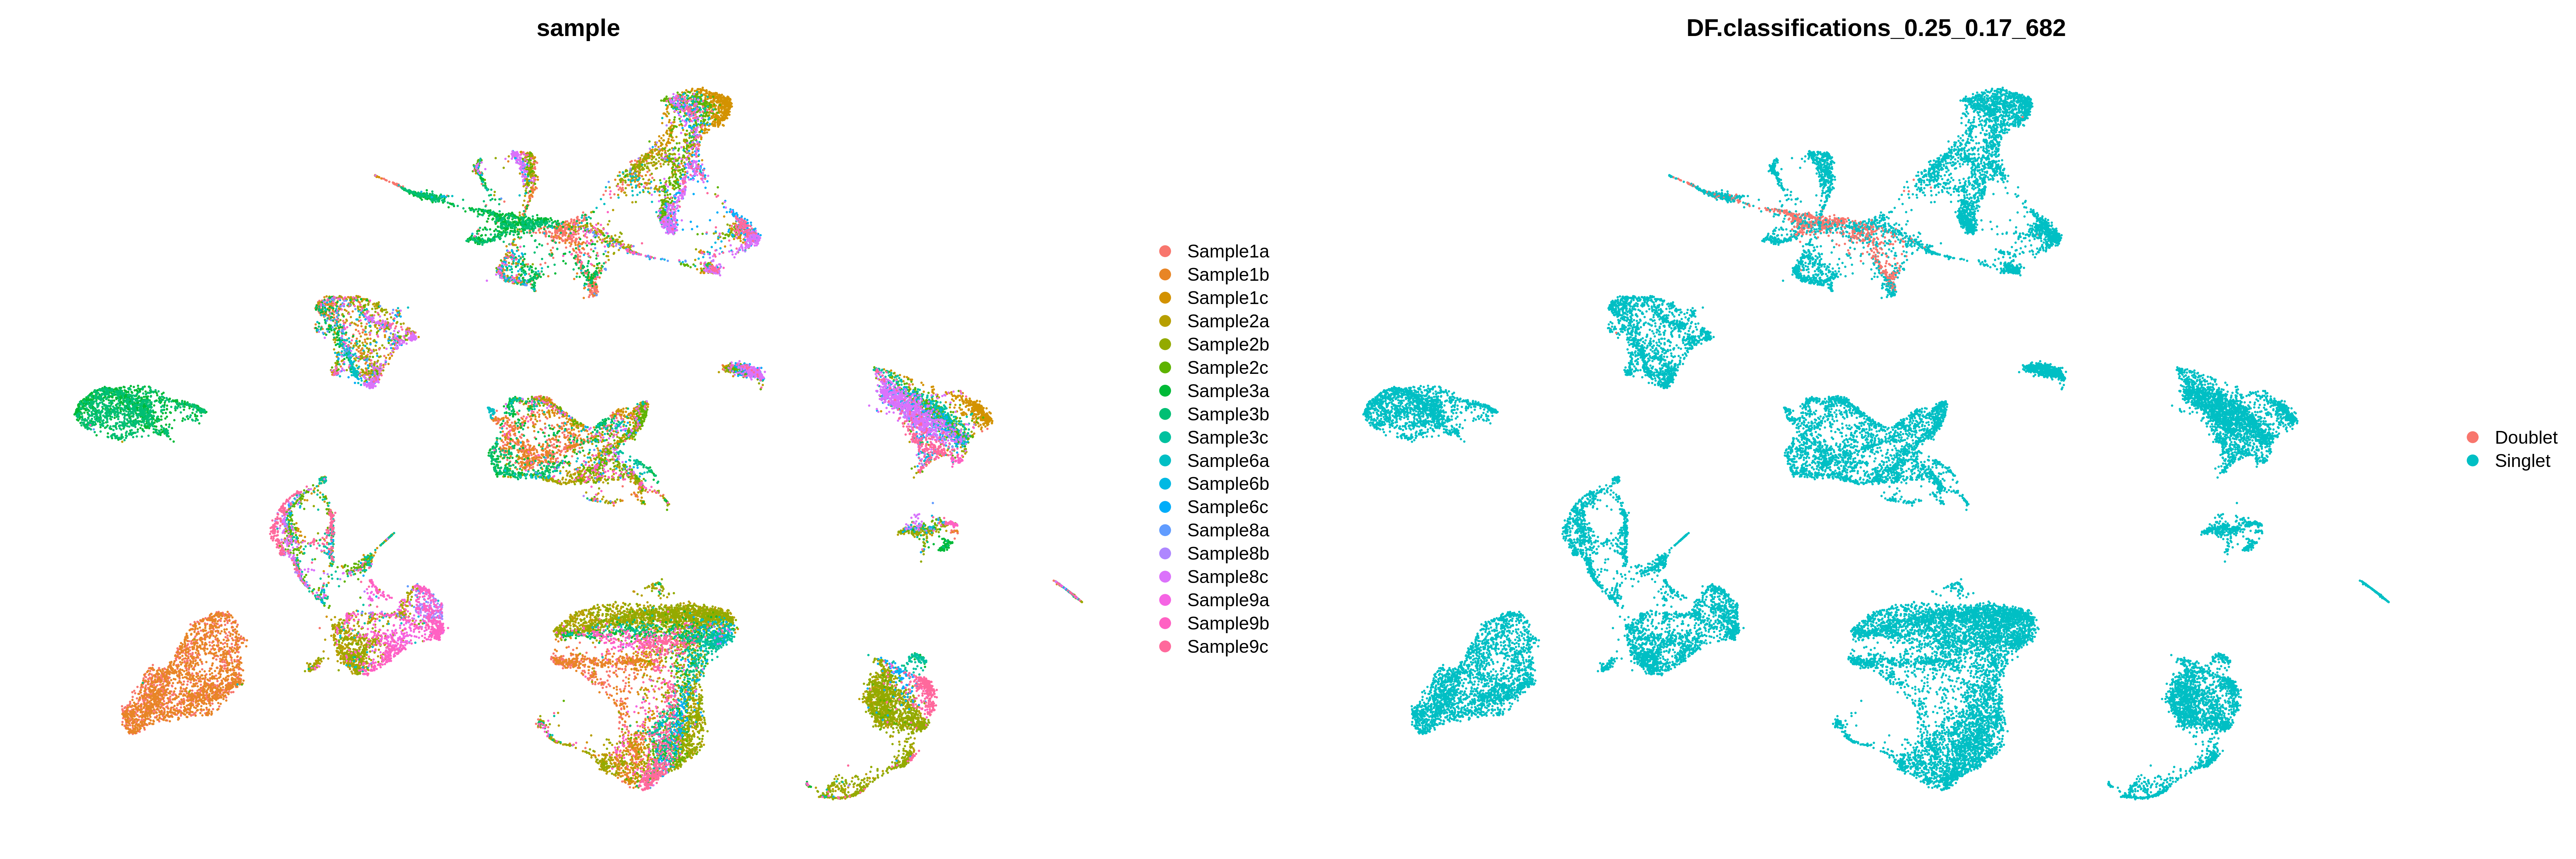 sample
Sample1a
Sample1b
Sample1c
Sample2a
Sample2b
Sample2c
Sample3a
Sample3b
Sample3c
Sample6a
Sample6b
Sample6c
Sample8a
Sample8b
Sample8c
Sample9a
Sample9b
Sample9c
DF.classifications_0.25_0.17_682
Doublet
Singlet